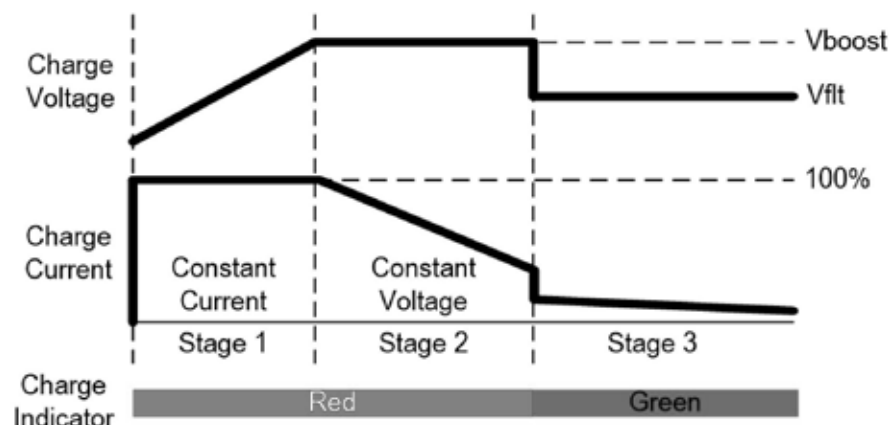 Charge
Voltage
Vboost
Vflt
100%
Charge
Current
Constant
Current
Constant
Voltage
Stage 1
Stage 2
Stage 3
Charge
Indicator
Red
Green